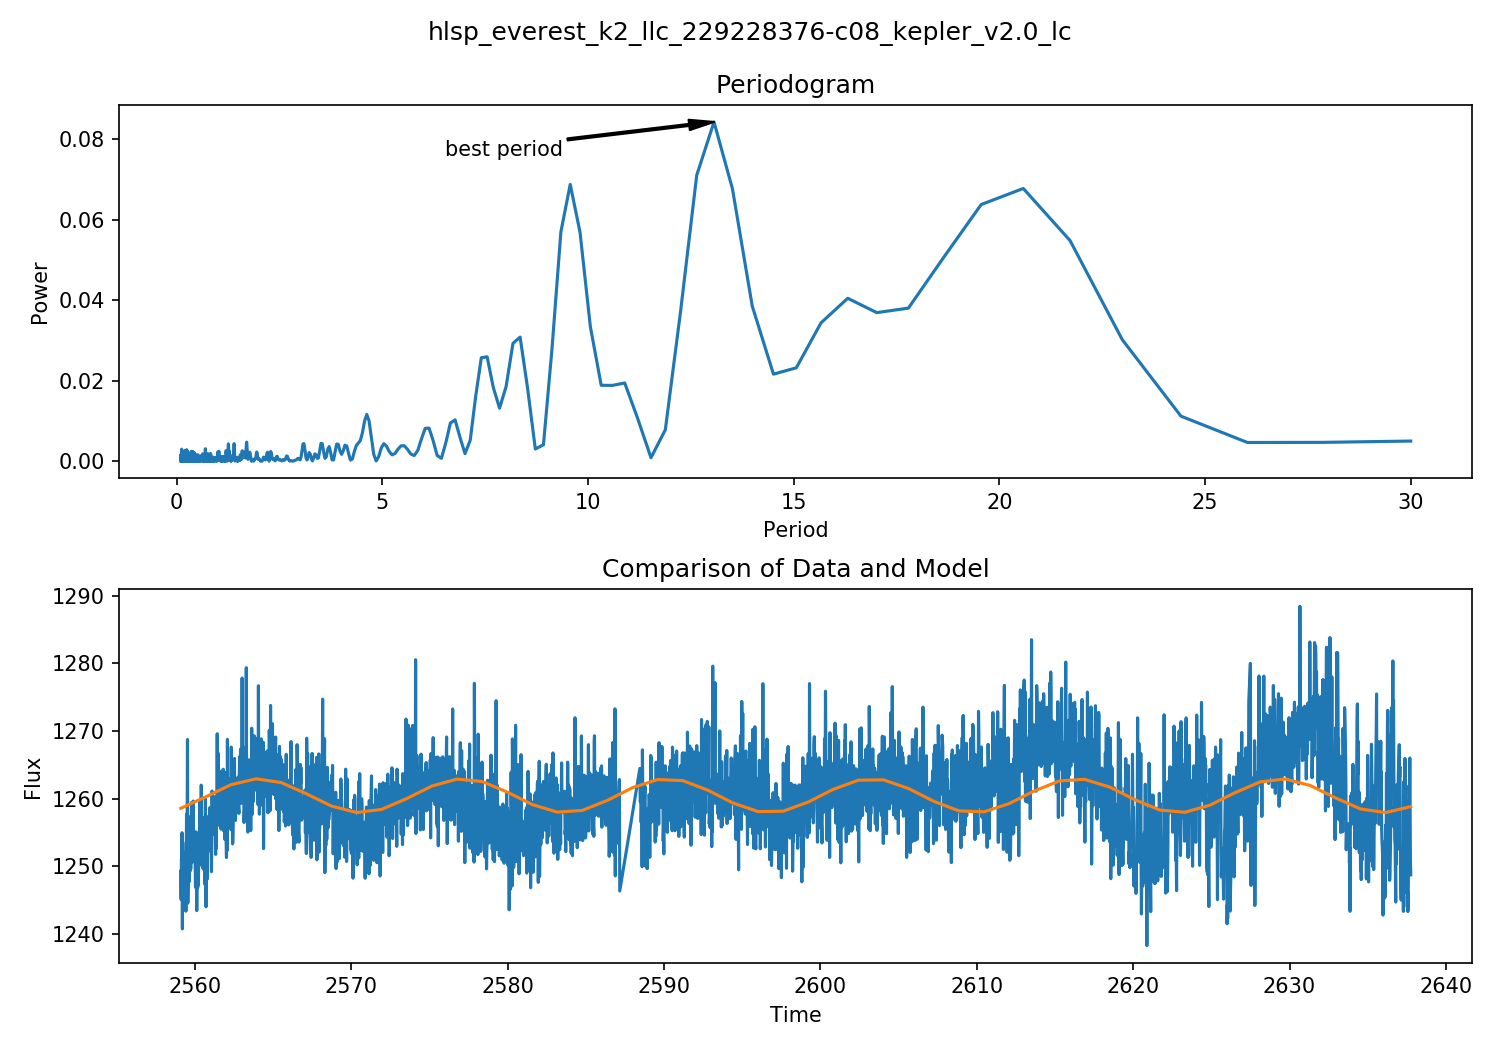 hlsp_everest_k2_llc_229228376-c08_kepler_v2.0_lc
Periodogram
best period
Power
0.08
0.06
0.04
0.02
0.00
0 5 10 15 20 25 30
Period
Comparison of Data and Model
Flux
1290
1280
1270
1260
1250
1240
2560 2570 2580 2590 2600 2610 2620 2630 2640
Time